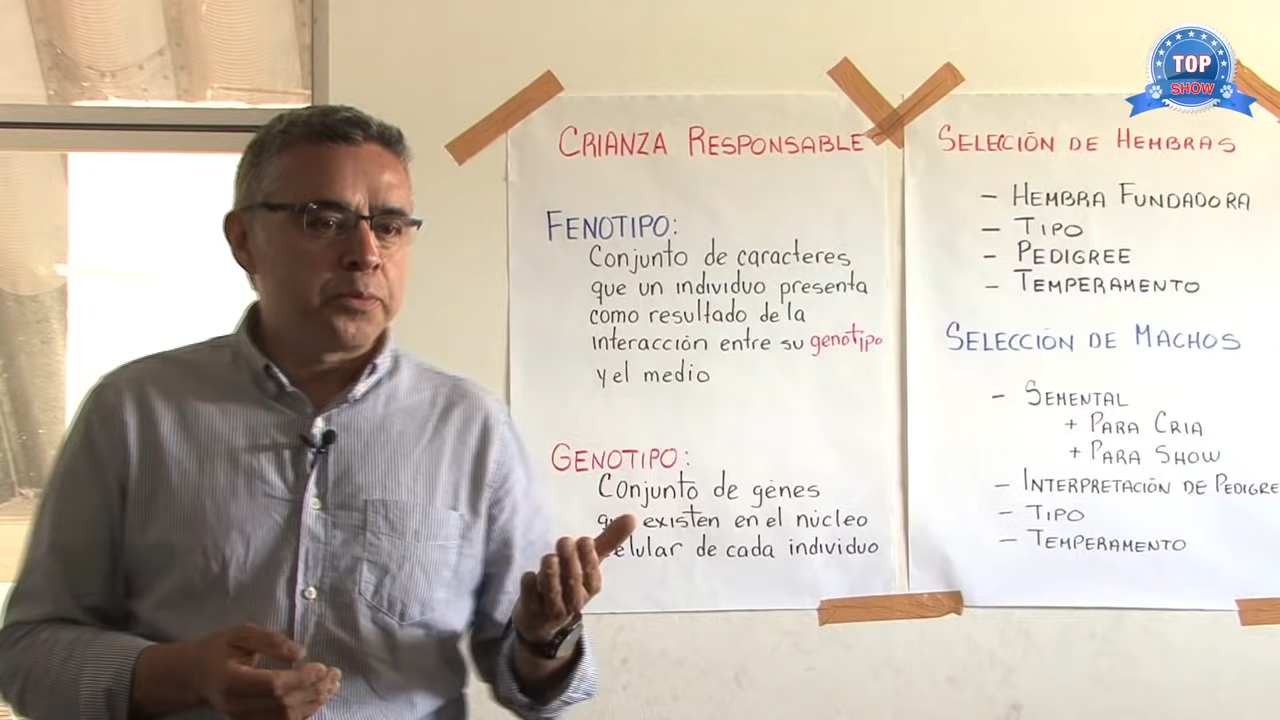 TOP
SHOW
CRIANZA RESPONSABLE
FENOTIPO:
Conjunto de caracteres
que un individuo presenta
como resultado de la
interacción entre su genotipo
y el medio
GENOTIPO:
Conjunto de genes
existen en el núcleo
celular de cada individuo
SELECCIÓN DE HEMBRAS
- HEMBRA FUNDADORA
- TIPO
- PEDIGREE
- TEMPERAMENTO
SELECCIÓN DE MACHOS
- SEMENTAL
+ PARA CRIA
+ PARA SHOW
- INTERPRETACIÓN DE PEDIGRE
- TIPO
- TEMPERAMENTO